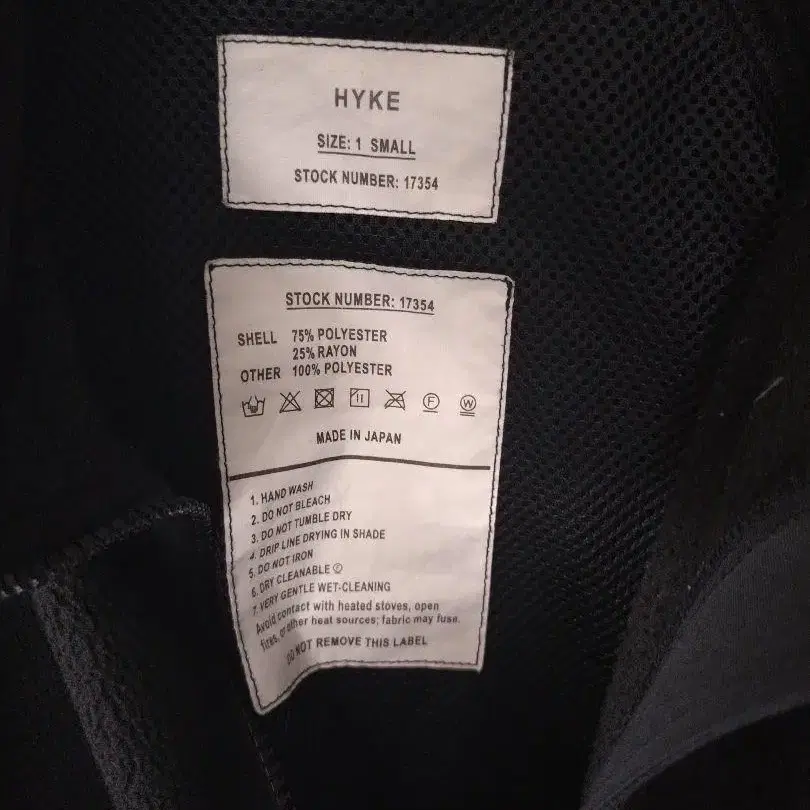 HYKE
SIZE: 1 SMALL
STOCK NUMBER: 17354
STOCK NUMBER: 17354
SHELL 75% POLYESTER
25% RAYON
OTHER 100% POLYESTER
F W
MADE IN JAPAN
1. HAND WASH
2. DO NOT BLEACH
3. DO NOT TUMBLE DRY
4. DRIP LINE DRYING IN SHADE
5. DO NOT IRON
6. DRY CLEANABLE Ⓕ
7. VERY GENTLE WET-CLEANING
Avoid contact with heated stoves, open
fires, or other heat sources; fabric may fuse.
DO NOT REMOVE THIS LABEL